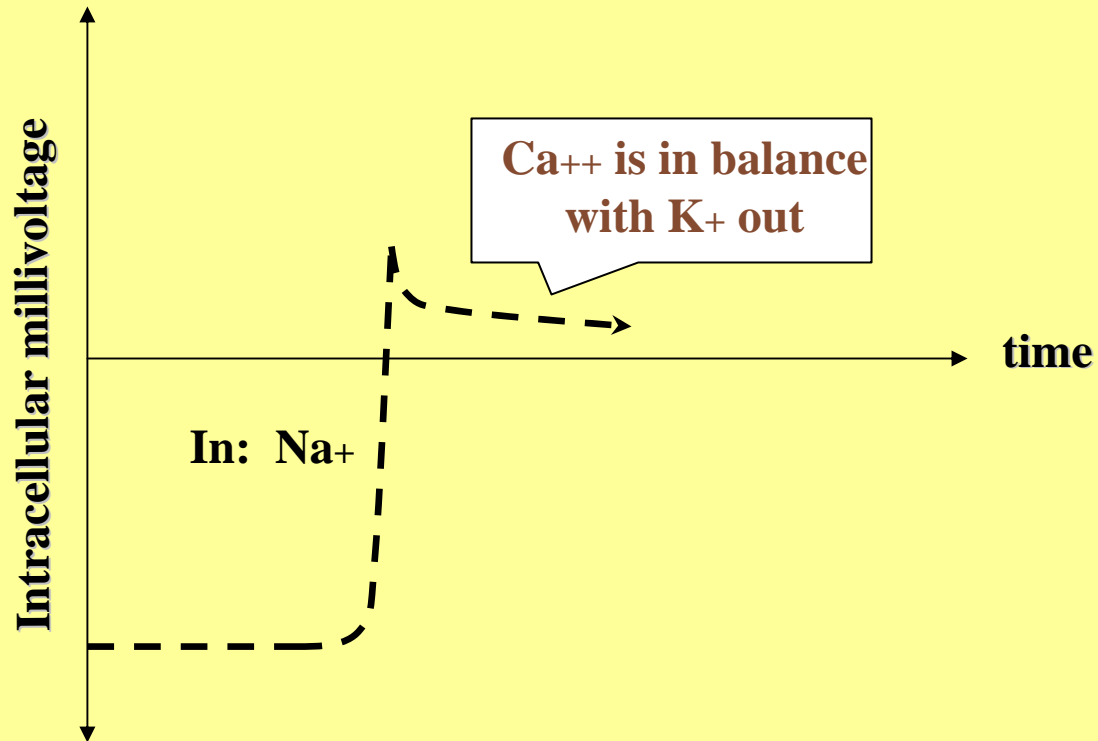 Intracellular millivoltage
Ca++ is in balance
with K+ out
time
In: Na+